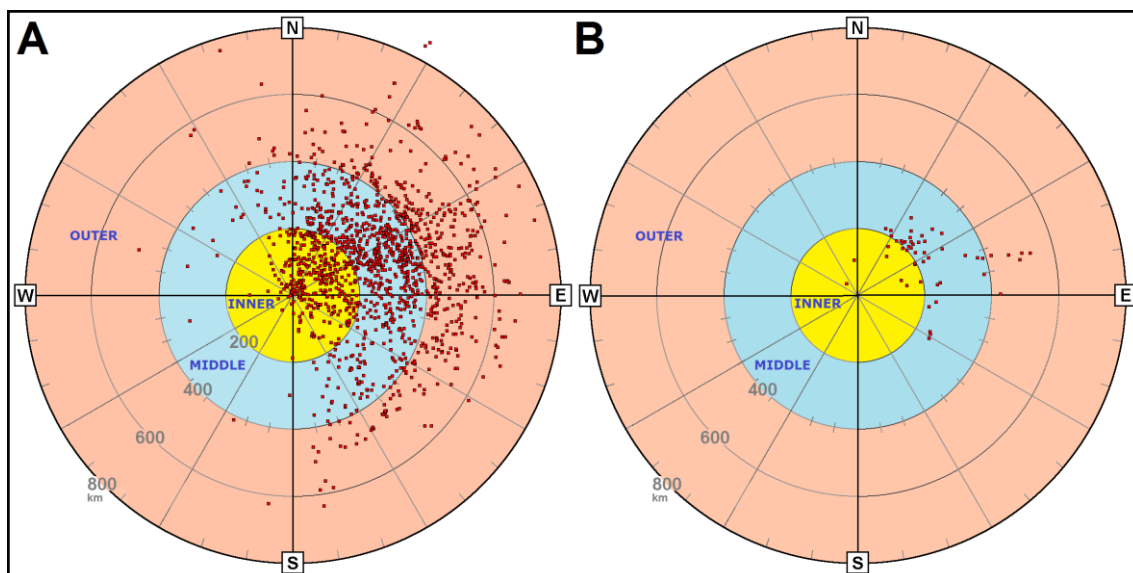 A
N
OUTER
W
E
INNER
200
MIDDLE
400
600
800
km
S
B
N
OUTER
W
E
INNER
MIDDLE
400
600
800
km
S